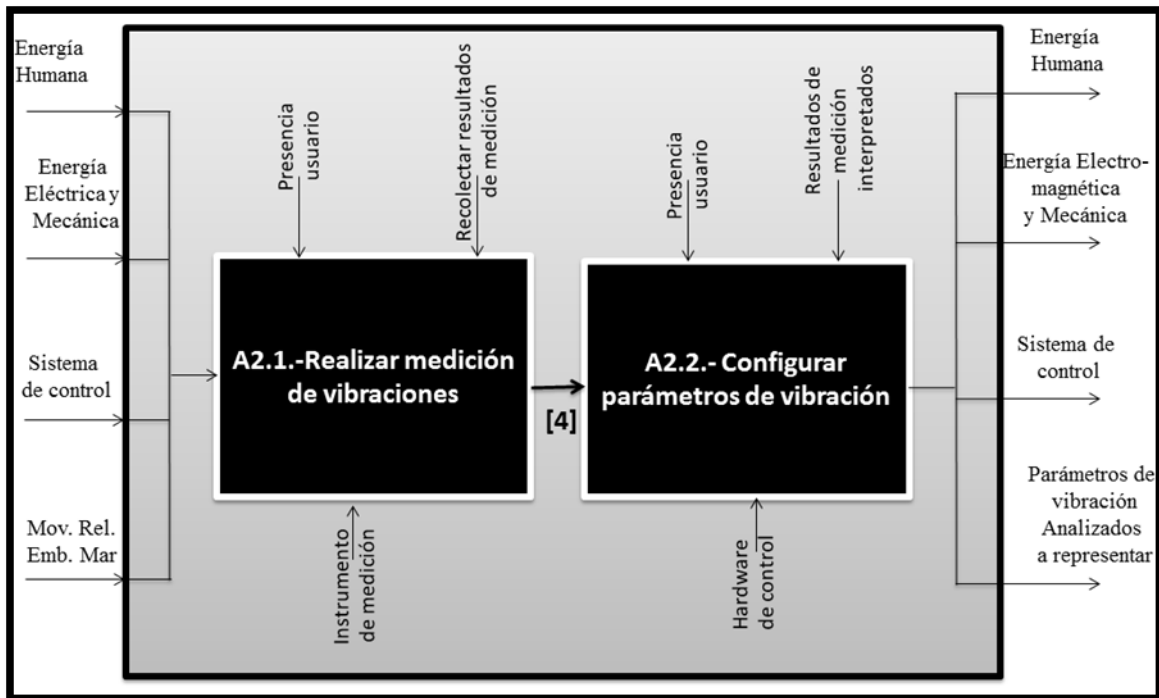 Energía
Humana
Energía
Eléctrica y
Mecánica
Sistema
de control
Mov. Rel.
Emb. Mar
Presencia
usuario
Recolectar resultados
de medición
A2.1.-Realizar medición
de vibraciones
Instrumento
de medición
[4]
Presencia
usuario
Resultados de
medición
interpretados
A2.2.- Configurar
parámetros de vibración
Hardware
de control
Energía
Humana
Energía Electro-
magnética
y Mecánica
Sistema de
control
Parámetros de
vibración
Analizados
a representar